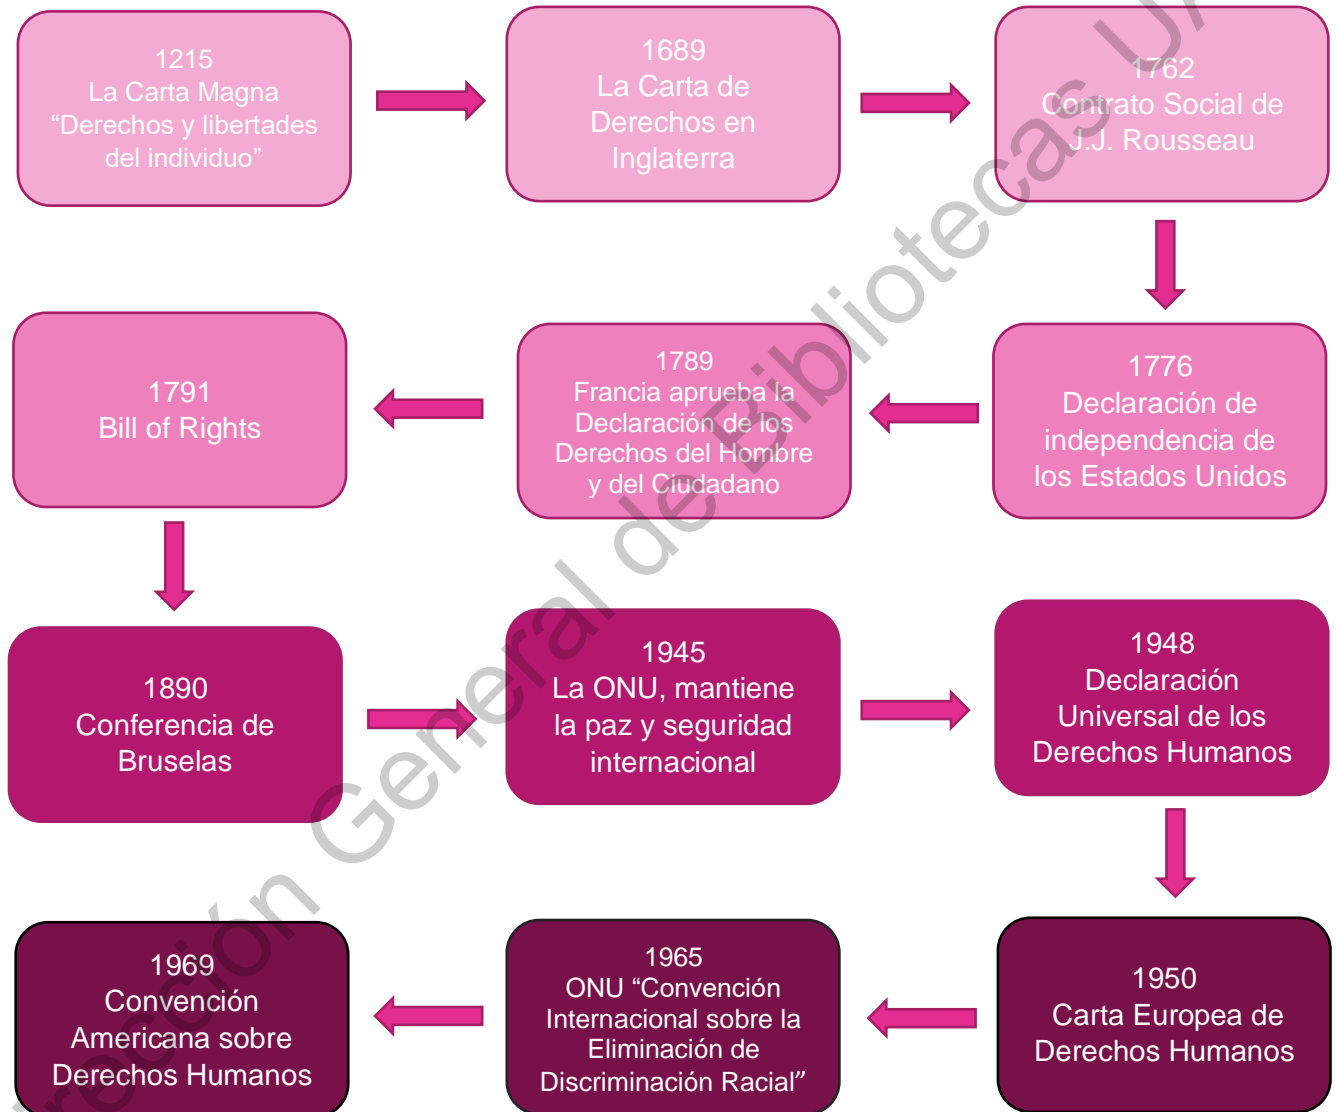 1215
La Carta Magna
“Derechos y libertades
del individuo”
1689
La Carta de
Derechos en
Inglaterra
1762
Contrato Social de
J.J. Rousseau
1776
Declaración de
independencia de
los Estados Unidos
1789
Francia aprueba la
Declaración de los
Derechos del Hombre
y del Ciudadano
1791
Bill of Rights
1890
Conferencia de
Bruselas
1945
La ONU, mantiene
la paz y seguridad
internacional
1948
Declaración
Universal de los
Derechos Humanos
1950
Carta Europea de
Derechos Humanos
1965
ONU “Convención
Internacional sobre la
Eliminación de
Discriminación Racial”
1969
Convención
Americana sobre
Derechos Humanos
General de Bibliotecas